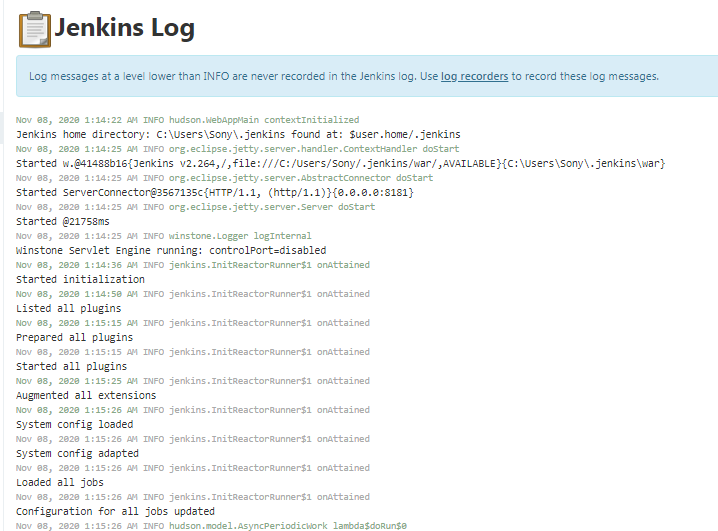 Jenkins Log
Log messages at a level lower than INFO are never recorded in the Jenkins log. Use log recorders to record these log messages.
Nov 08, 2020 1:14:22 AM INFO hudson.WebAppMain contextInitialized
Jenkins home directory: C:\Users\Sony\.jenkins found at: $user.home/.jenkins
Nov 08, 2020 1:14:25 AM INFO org.eclipse.jetty.server.handler.ContextHandler doStart
Started w.@41488b16{Jenkins v2.264,/,file:///C:/Users/Sony/.jenkins/war/,AVAILABLE}{C:\Users\Sony\.jenkins\war}
Nov 08, 2020 1:14:25 AM INFO org.eclipse.jetty.server.AbstractConnector doStart
Started ServerConnector@3567135c{HTTP/1.1, (http/1.1)}{0.0.0.0:8181}
Nov 08, 2020 1:14:25 AM INFO org.eclipse.jetty.server.Server doStart
Started @21758ms
Nov 08, 2020 1:14:25 AM INFO winstone.Logger logInternal
Winstone Servlet Engine running: controlPort=disabled
Nov 08, 2020 1:14:36 AM INFO jenkins.InitReactorRunner$1 onAttained
Started initialization
Nov 08, 2020 1:14:50 AM INFO jenkins.InitReactorRunner$1 onAttained
Listed all plugins
Nov 08, 2020 1:15:15 AM INFO jenkins.InitReactorRunner$1 onAttained
Prepared all plugins
Nov 08, 2020 1:15:25 AM INFO jenkins.InitReactorRunner$1 onAttained
Started all plugins
Nov 08, 2020 1:15:25 AM INFO jenkins.InitReactorRunner$1 onAttained
Augmented all extensions
Nov 08, 2020 1:15:26 AM INFO jenkins.InitReactorRunner$1 onAttained
System config loaded
Nov 08, 2020 1:15:26 AM INFO jenkins.InitReactorRunner$1 onAttained
System config adapted
Nov 08, 2020 1:15:26 AM INFO jenkins.InitReactorRunner$1 onAttained
Loaded all jobs
Nov 08, 2020 1:15:26 AM INFO jenkins.InitReactorRunner$1 onAttained
Configuration for all jobs updated
Nov 08, 2020 1:15:26 AM INFO hudson.model.AsyncPeriodicWork lambda$doRun$0